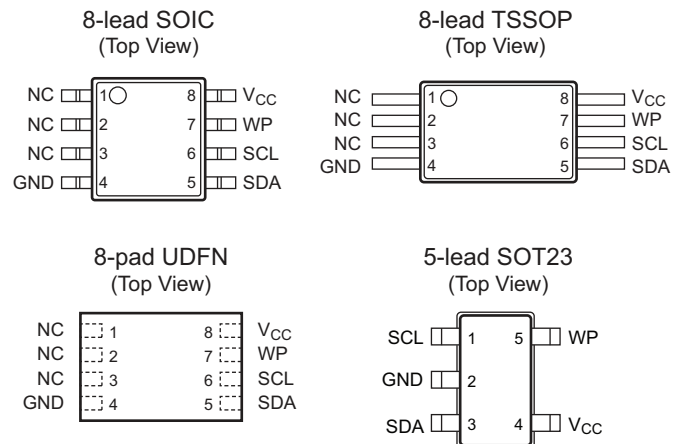 8-lead SOIC
(Top View)
NC 1 8 VCC
NC 2 7 WP
NC 3 6 SCL
GND 4 5 SDA
8-lead TSSOP
(Top View)
NC 1 8 VCC
NC 2 7 WP
NC 3 6 SCL
GND 4 5 SDA
8-pad UDFN
(Top View)
NC 1 8 VCC
NC 2 7 WP
NC 3 6 SCL
GND 4 5 SDA
5-lead SOT23
(Top View)
SCL 1 5 WP
GND 2
SDA 3 4 VCC